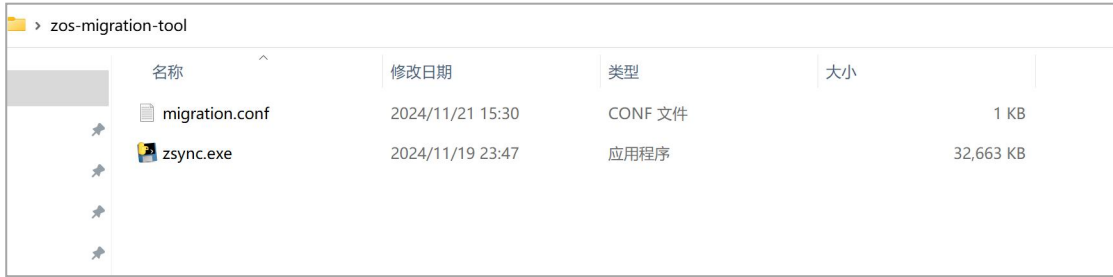 zos-migration-tool
名称 修改日期 类型 大小
migration.conf 2024/11/21 15:30 CONF 文件 1 KB
zsync.exe 2024/11/19 23:47 应用程序 32,663 KB